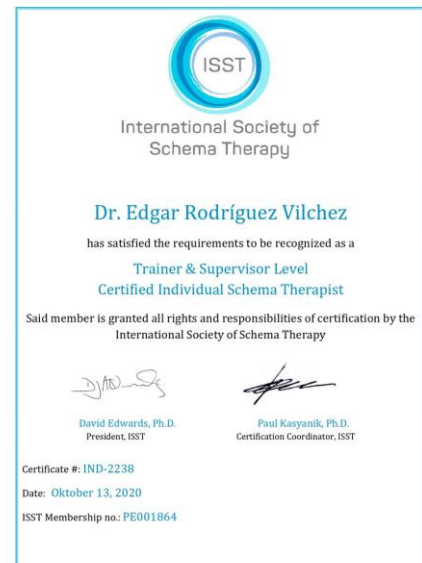 ISST
International Society of
Schema Therapy
Dr. Edgar Rodríguez Vilchez
has satisfied the requirements to be recognized as a
Trainer & Supervisor Level
Certified Individual Schema Therapist
Said member is granted all rights and responsibilities of certification by the
International Society of Schema Therapy
David Edwards, Ph.D.
President, ISST
Paul Kasyanik, Ph.D.
Certification Coordinator, ISST
Certificate #: IND-2238
Date: Oktober 13, 2020
ISST Membership no.: PE001864